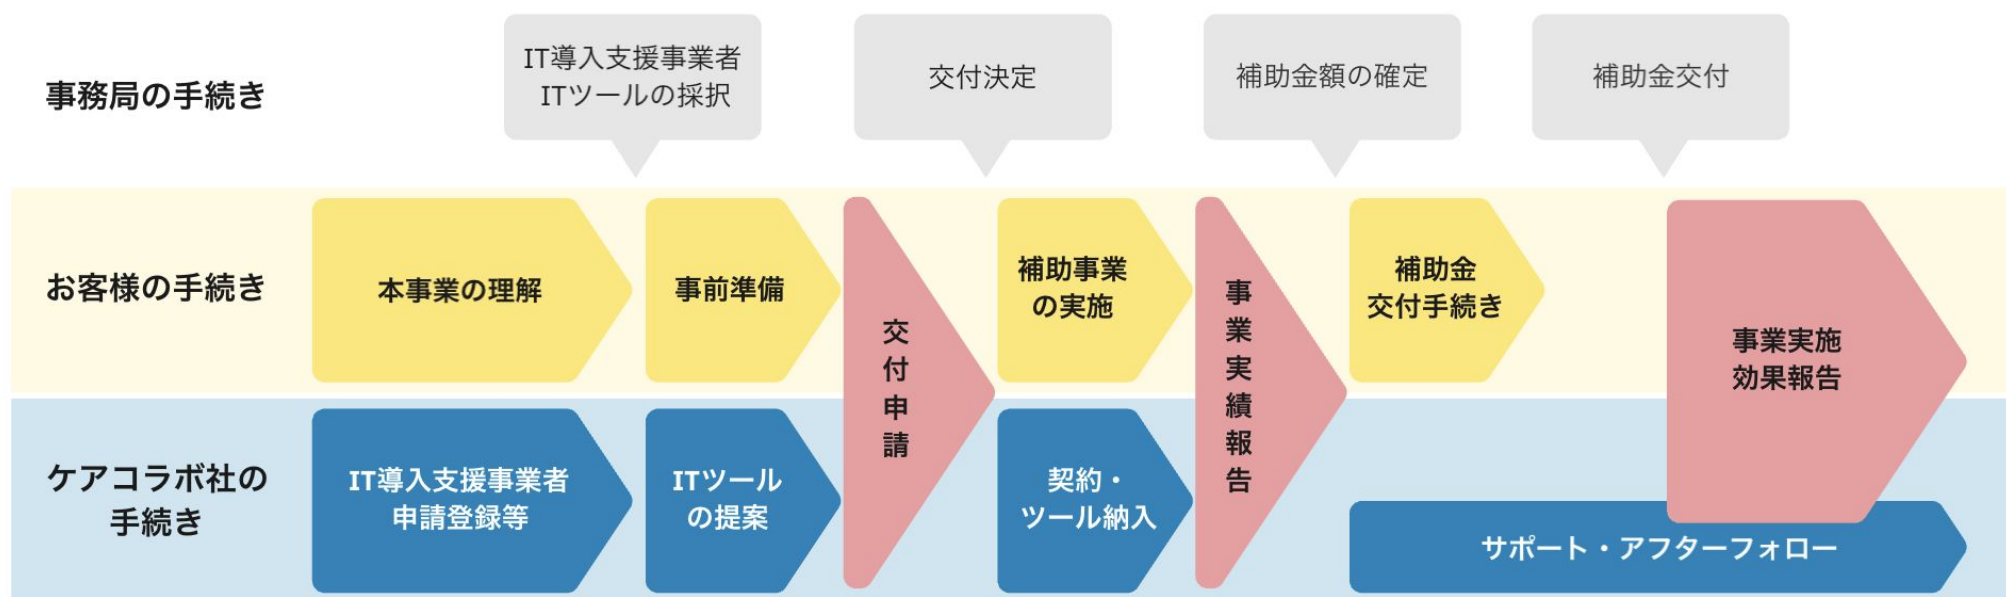 事務局の手続き
IT導入支援事業者
ITツールの採択
交付決定
補助金額の確定
補助金交付
お客様の手続き
本事業の理解
事前準備
交付申請
補助事業
の実施
事業実績報告
補助金
交付手続き
事業実施
効果報告
ケアコラボ社の
手続き
IT導入支援事業者
申請登録等
ITツール
の提案
契約・
ツール納入
サポート・アフターフォロー